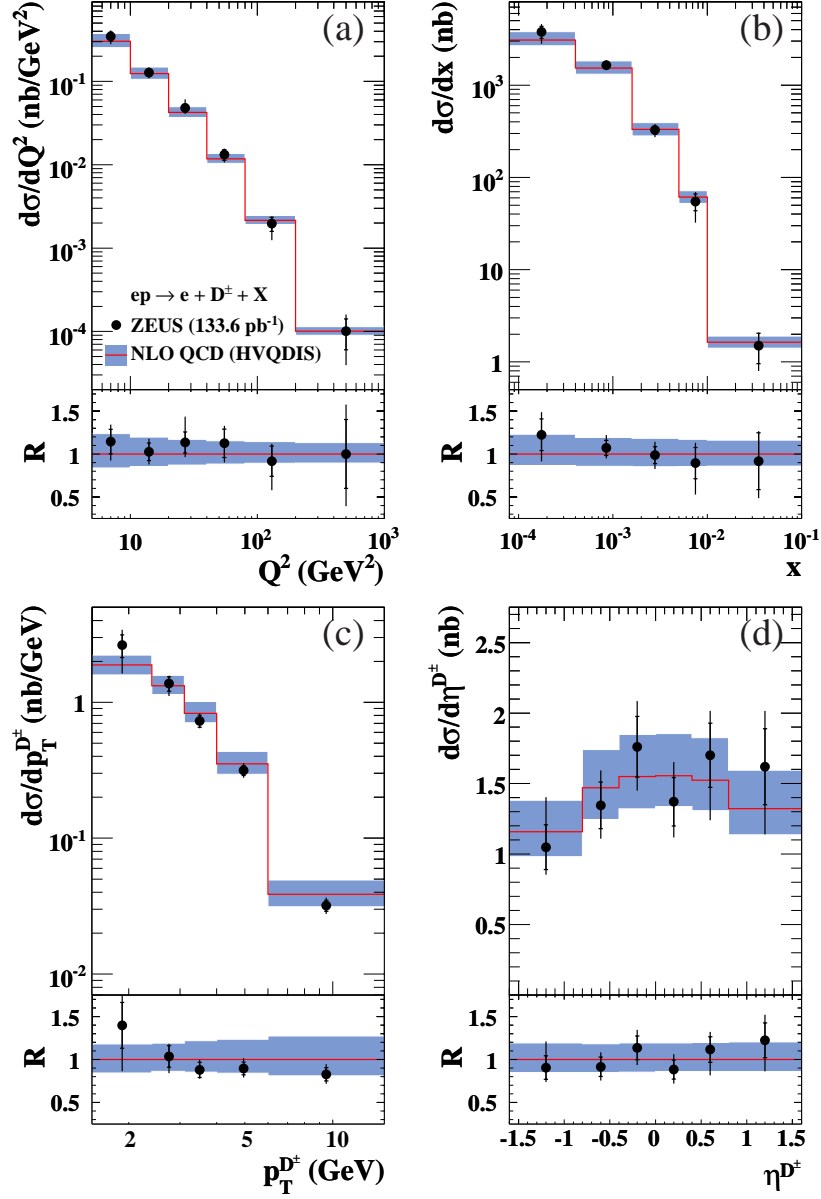 (a)
dσ/dQ² (nb/GeV²)
10⁻¹
10⁻²
10⁻³
10⁻⁴
ep → e + D± + X
ZEUS (133.6 pb⁻¹)
NLO QCD (HVQDIS)
R
1.5
1
0.5
10
10²
10³
Q² (GeV²)
(b)
dσ/dx (nb)
10³
10²
10
1
R
1.5
1
0.5
10⁻⁴
10⁻³
10⁻²
10⁻¹
x
(c)
dσ/dp_T^D± (nb/GeV)
1
10⁻¹
10⁻²
R
1.5
1
0.5
2
5
10
p_T^D± (GeV)
(d)
dσ/dη^D± (nb)
2.5
2
1.5
1
0.5
R
1.5
1
0.5
-1.5 -1 -0.5 0 0.5 1 1.5
η^D±